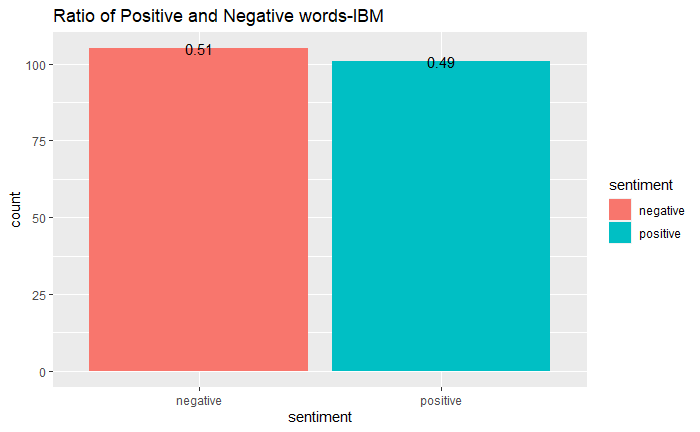 Ratio of Positive and Negative words-IBM
count
100
75
50
25
0
0.51
0.49
negative
positive
sentiment
sentiment
negative
positive